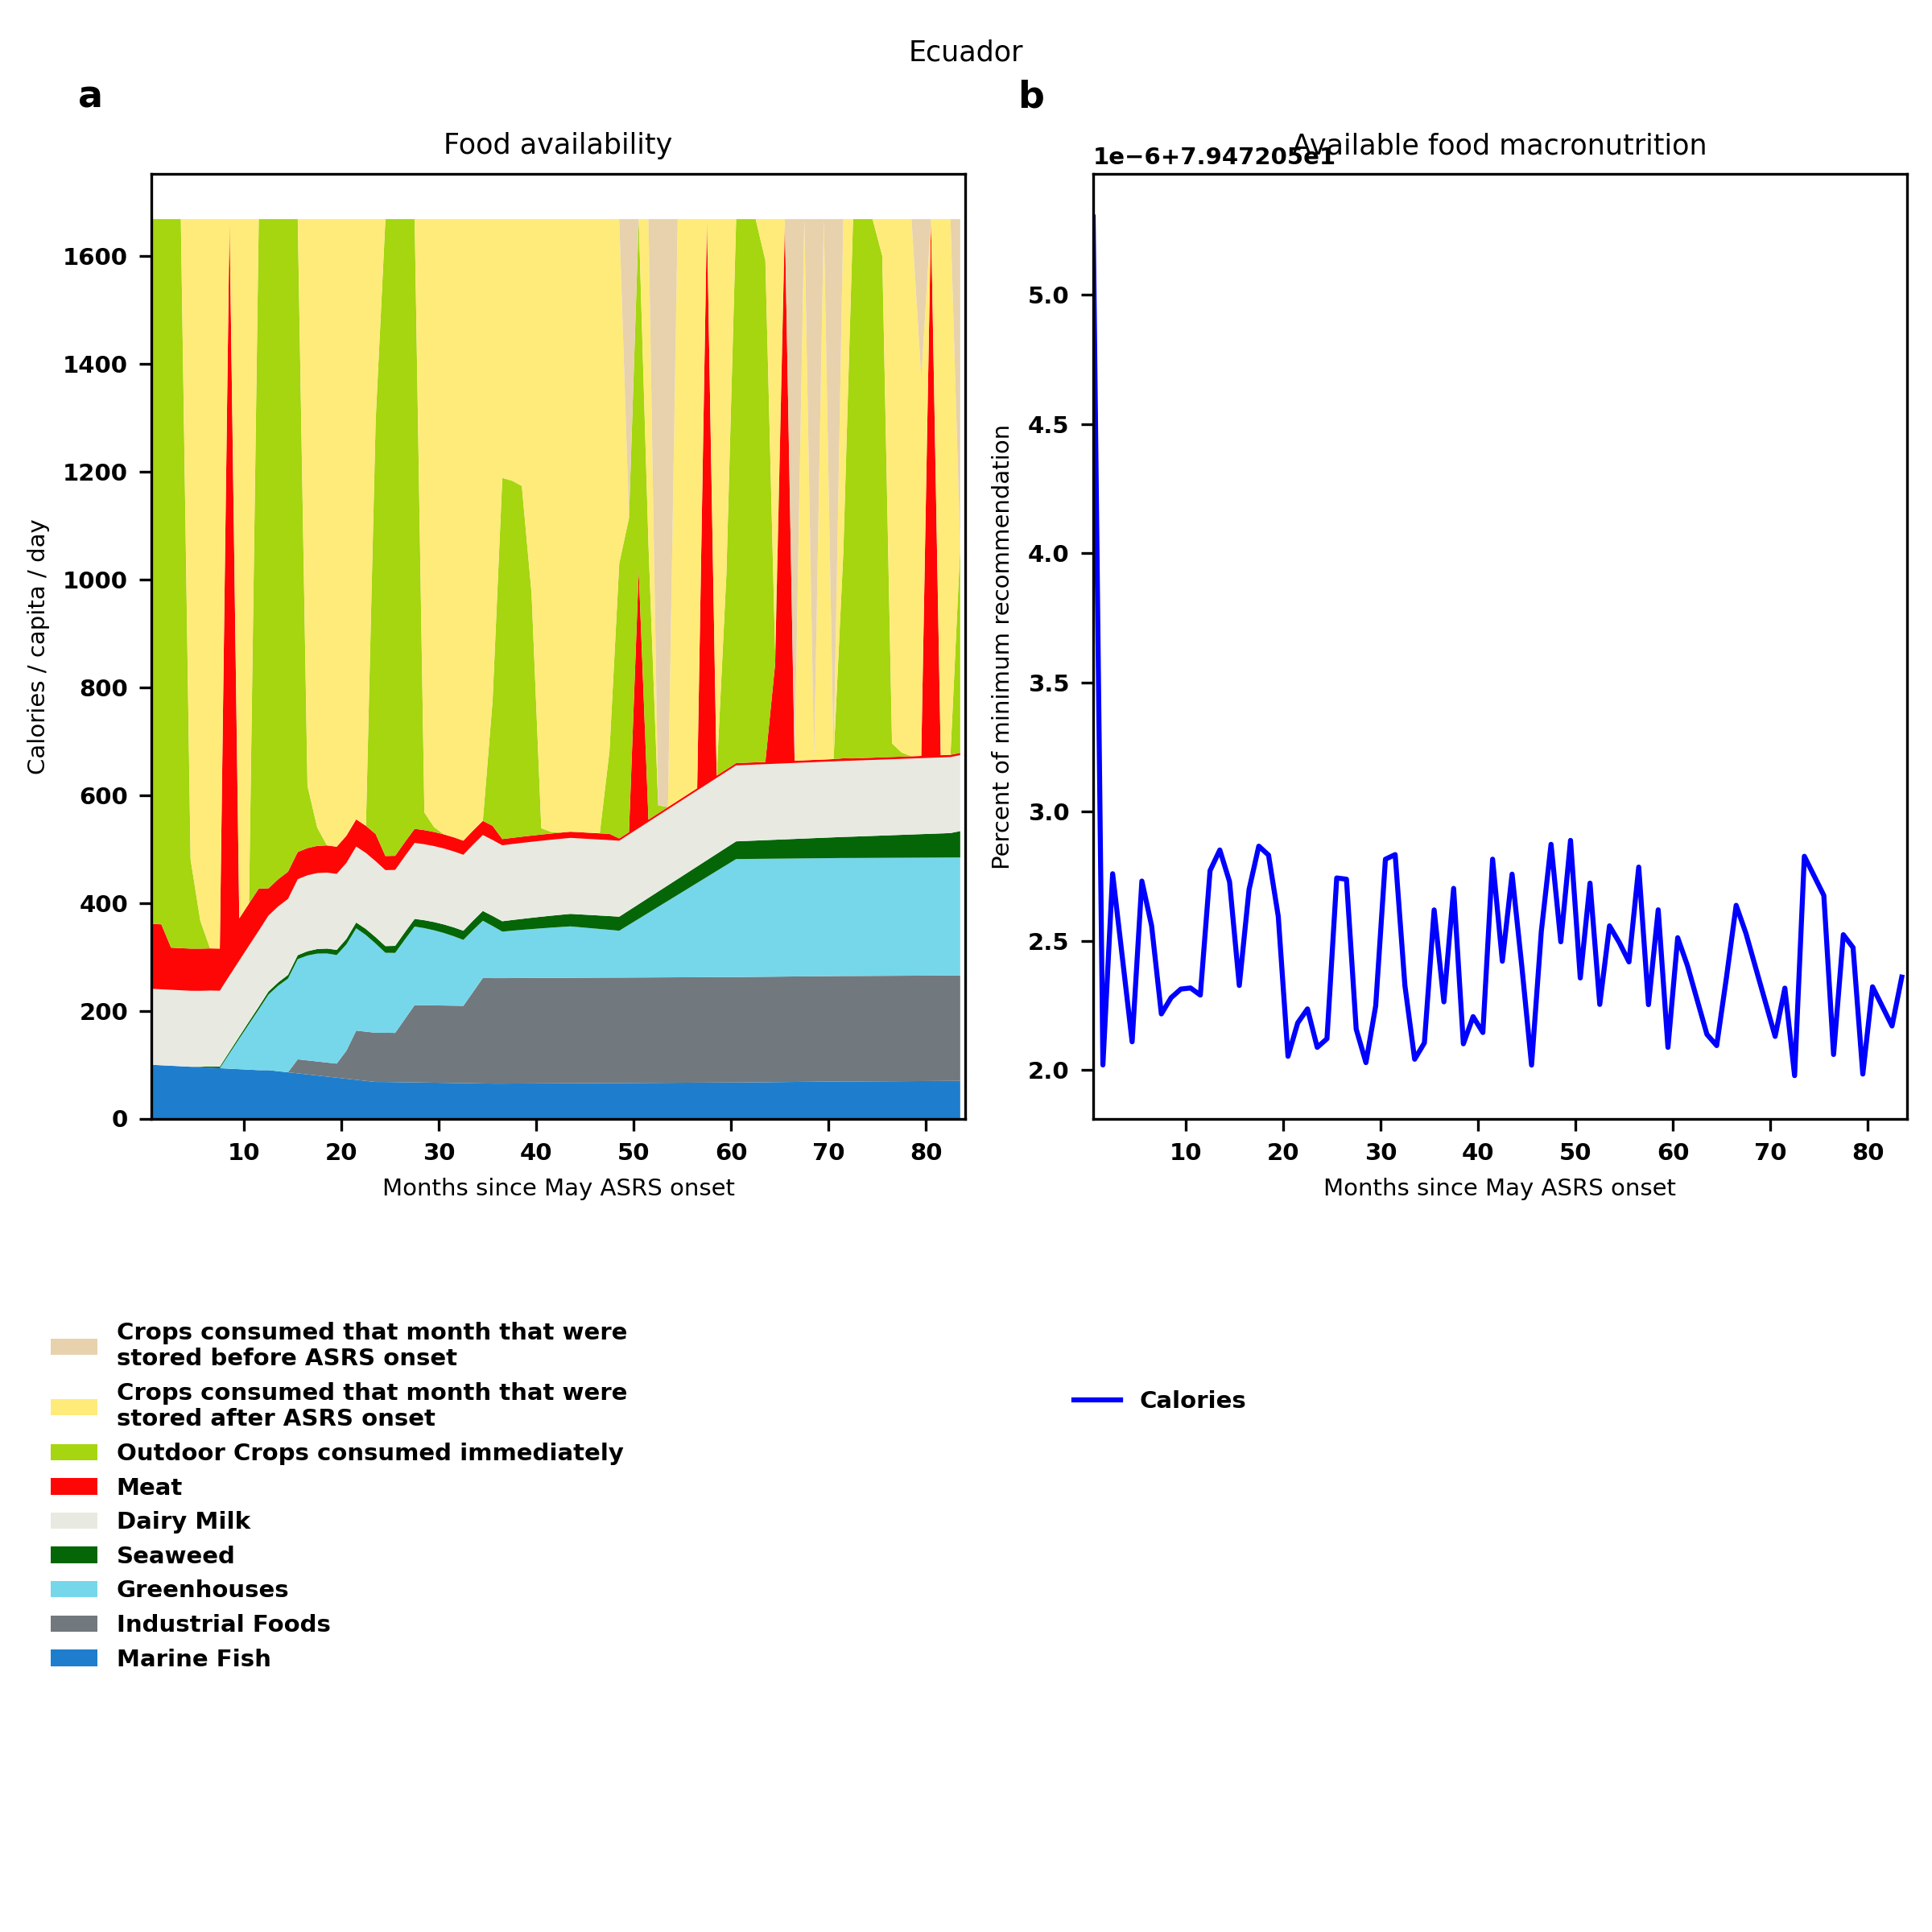 Ecuador
a
Food availability
Calories / capita / day
1600
1400
1200
1000
800
600
400
200
0
10 20 30 40 50 60 70 80
Months since May ASRS onset
b
Available food macronutrition
1e−6+7.947205e1
Percent of minimum recommendation
5.0
4.5
4.0
3.5
3.0
2.5
2.0
10 20 30 40 50 60 70 80
Months since May ASRS onset
Crops consumed that month that were
stored before ASRS onset
Crops consumed that month that were
stored after ASRS onset
Outdoor Crops consumed immediately
Meat
Dairy Milk
Seaweed
Greenhouses
Industrial Foods
Marine Fish
Calories